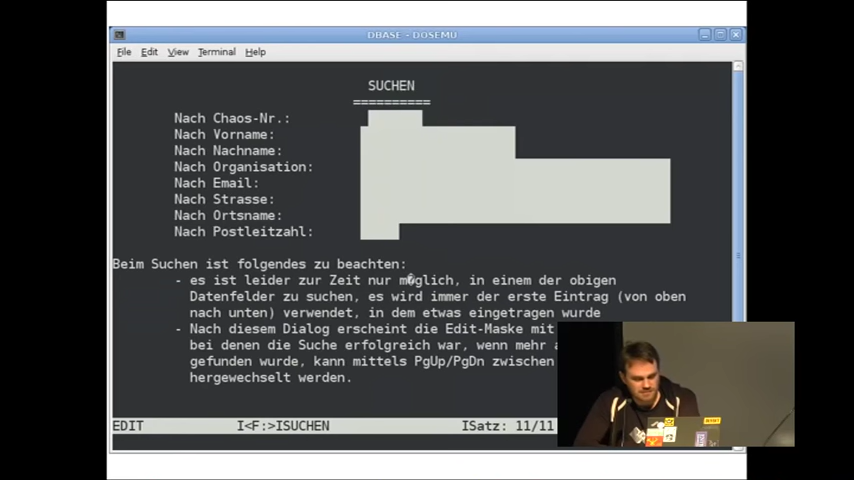 DBASE - DOSEMU
File Edit View Terminal Help
SUCHEN
==========
Nach Chaos-Nr.:
Nach Vorname:
Nach Nachname:
Nach Organisation:
Nach Email:
Nach Strasse:
Nach Ortsname:
Nach Postleitzahl:
Beim Suchen ist folgendes zu beachten:
- es ist leider zur Zeit nur m�glich, in einem der obigen
Datenfelder zu suchen, es wird immer der erste Eintrag (von oben
nach unten) verwendet, in dem etwas eingetragen wurde
- Nach diesem Dialog erscheint die Edit-Maske mit
bei denen die Suche erfolgreich war, wenn mehr a
gefunden wurde, kann mittels PgUp/PgDn zwischen
hergewechselt werden.
EDIT I<F:>ISUCHEN ISatz: 11/11